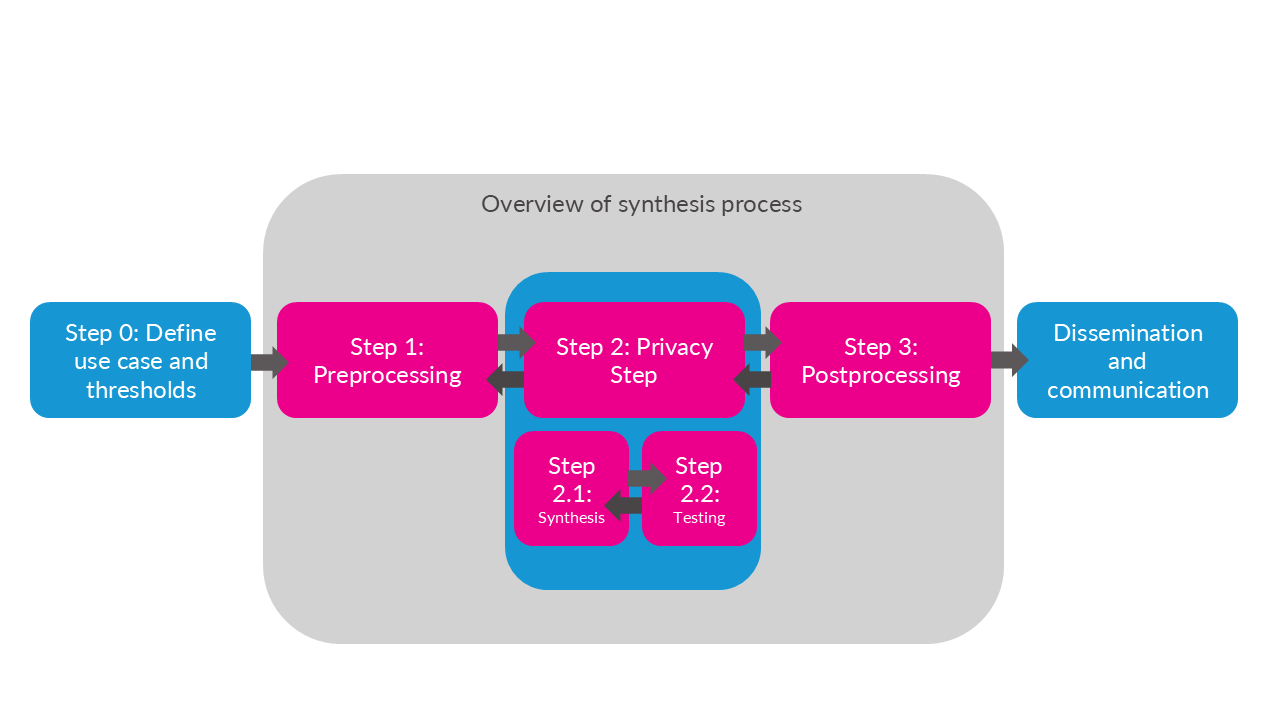 Overview of synthesis process
Step 0: Define
use case and
thresholds
Step 1:
Preprocessing
Step 2: Privacy
Step
Step 3:
Postprocessing
Dissemination
and
communication
Step
2.1:
Synthesis
Step
2.2:
Testing